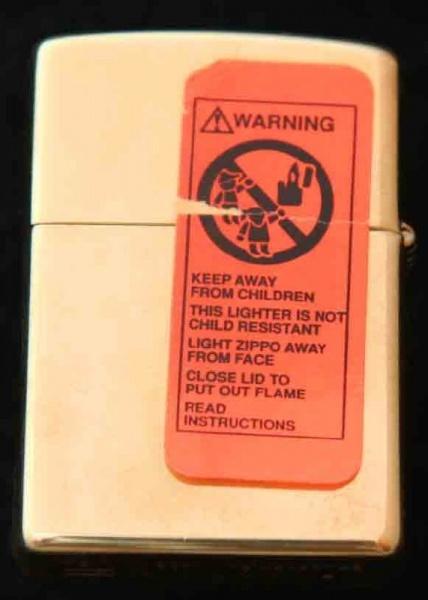 WARNING
KEEP AWAY
FROM CHILDREN
THIS LIGHTER IS NOT
CHILD RESISTANT
LIGHT ZIPPO AWAY
FROM FACE
CLOSE LID TO
PUT OUT FLAME
READ
INSTRUCTIONS